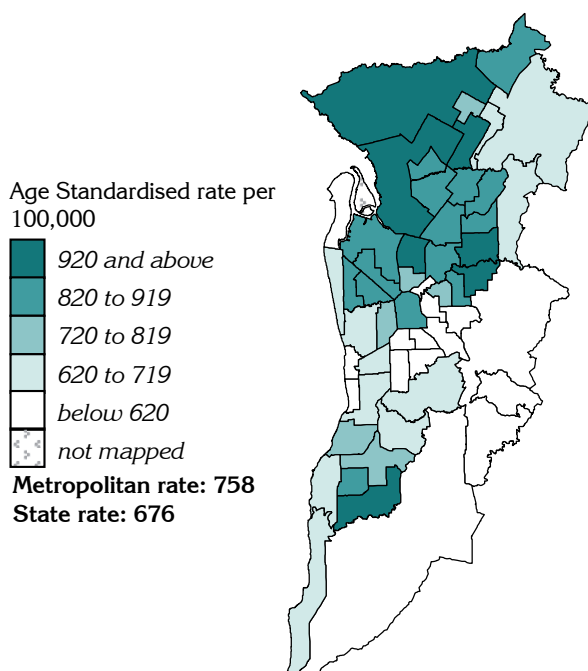 Age Standardised rate per
100,000
920 and above
820 to 919
720 to 819
620 to 719
below 620
not mapped
Metropolitan rate: 758
State rate: 676